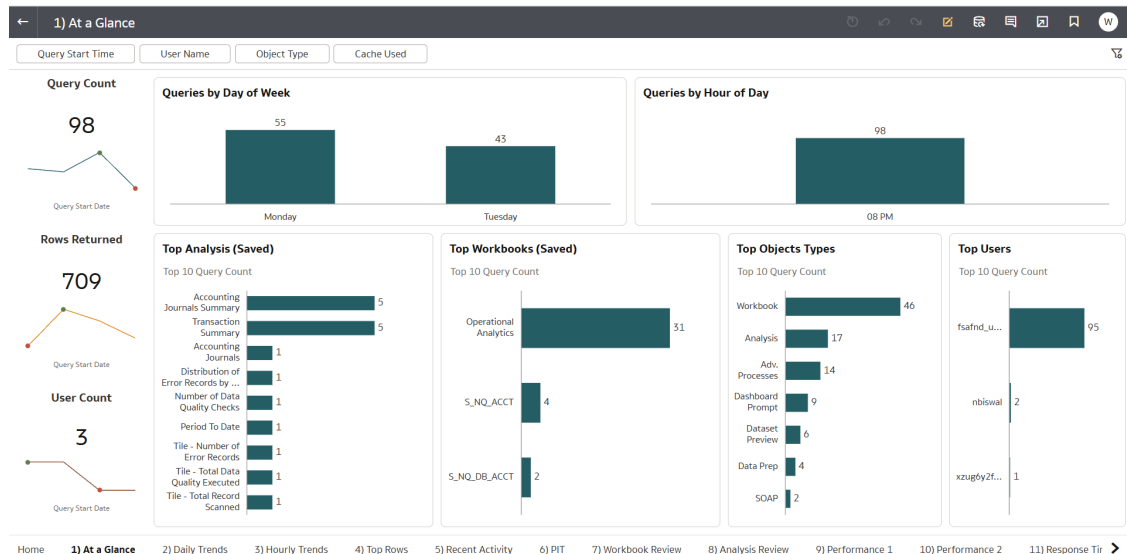 1) At a Glance
W
Query Start Time
User Name
Object Type
Cache Used
Query Count
98
Query Start Date
Rows Returned
709
Query Start Date
User Count
3
Query Start Date
Queries by Day of Week
55
43
Monday
Tuesday
Queries by Hour of Day
98
08 PM
Top Analysis (Saved)
Top 10 Query Count
Accounting
Journals Summary
5
Transaction
Summary
5
Accounting
Journals
1
Distribution of
Error Records by ...
1
Number of Data
Quality Checks
1
Period To Date
1
Tile - Number of
Error Records
1
Tile - Total Data
Quality Executed
1
Tile - Total Record
Scanned
1
Top Workbooks (Saved)
Top 10 Query Count
Operational
Analytics
31
S_NQ_ACCT
4
S_NQ_DB_ACCT
2
Top Objects Types
Top 10 Query Count
Workbook
46
Analysis
17
Adv.
Processes
14
Dashboard
Prompt
9
Dataset
Preview
6
Data Prep
4
SOAP
2
Top Users
Top 10 Query Count
fsafnd_u...
95
nbiswal
2
xzug6y2f...
1
Home
1) At a Glance
2) Daily Trends
3) Hourly Trends
4) Top Rows
5) Recent Activity
6) PIT
7) Workbook Review
8) Analysis Review
9) Performance 1
10) Performance 2
11) Response Tir